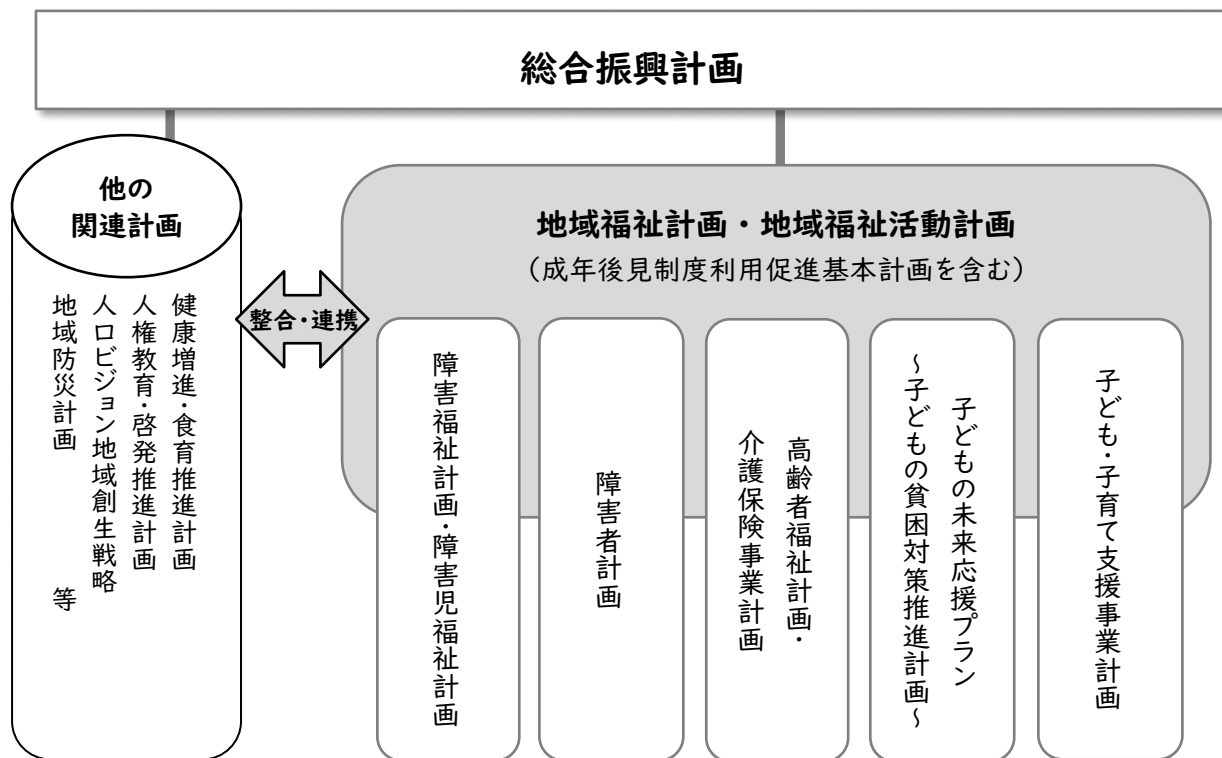 総合振興計画
他の
関連計画
健康増進・食育推進計画
人権教育・啓発推進計画
人口ビジョン地域創生戦略
地域防災計画　等
整合・連携
地域福祉計画・地域福祉活動計画
（成年後見制度利用促進基本計画を含む）
子ども・子育て支援事業計画
子どもの未来応援プラン
～子どもの貧困対策推進計画～
高齢者福祉計画・
介護保険事業計画
障害者計画
障害福祉計画・障害児福祉計画